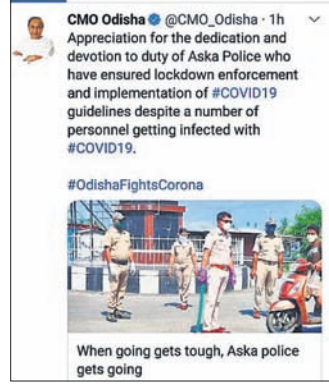 CMO Odisha @CMO_Odisha · 1h
Appreciation for the dedication and
devotion to duty of Aska Police who
have ensured lockdown enforcement
and implementation of #COVID19
guidelines despite a number of
personnel getting infected with
#COVID19.
#OdishaFightsCorona
When going gets tough, Aska police
gets going